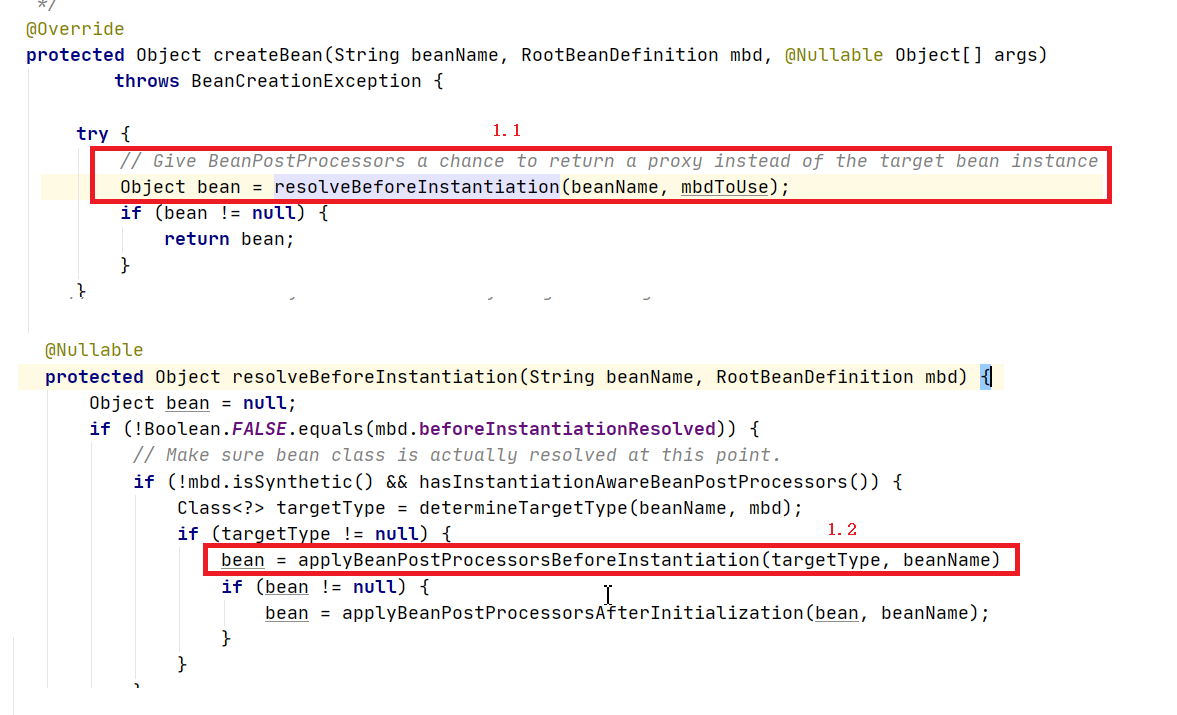 */
@Override
protected Object createBean(String beanName, RootBeanDefinition mbd, @Nullable Object[] args)
throws BeanCreationException {
try {
1.1
// Give BeanPostProcessors a chance to return a proxy instead of the target bean instance
Object bean = resolveBeforeInstantiation(beanName, mbdToUse);
if (bean != null) {
return bean;
}
}
@Nullable
protected Object resolveBeforeInstantiation(String beanName, RootBeanDefinition mbd) {
Object bean = null;
if (!Boolean.FALSE.equals(mbd.beforeInstantiationResolved)) {
// Make sure bean class is actually resolved at this point.
if (!mbd.isSynthetic() && hasInstantiationAwareBeanPostProcessors()) {
Class<?> targetType = determineTargetType(beanName, mbd);
if (targetType != null) {
1.2
bean = applyBeanPostProcessorsBeforeInstantiation(targetType, beanName)
if (bean != null) {
bean = applyBeanPostProcessorsAfterInitialization(bean, beanName);
}
}